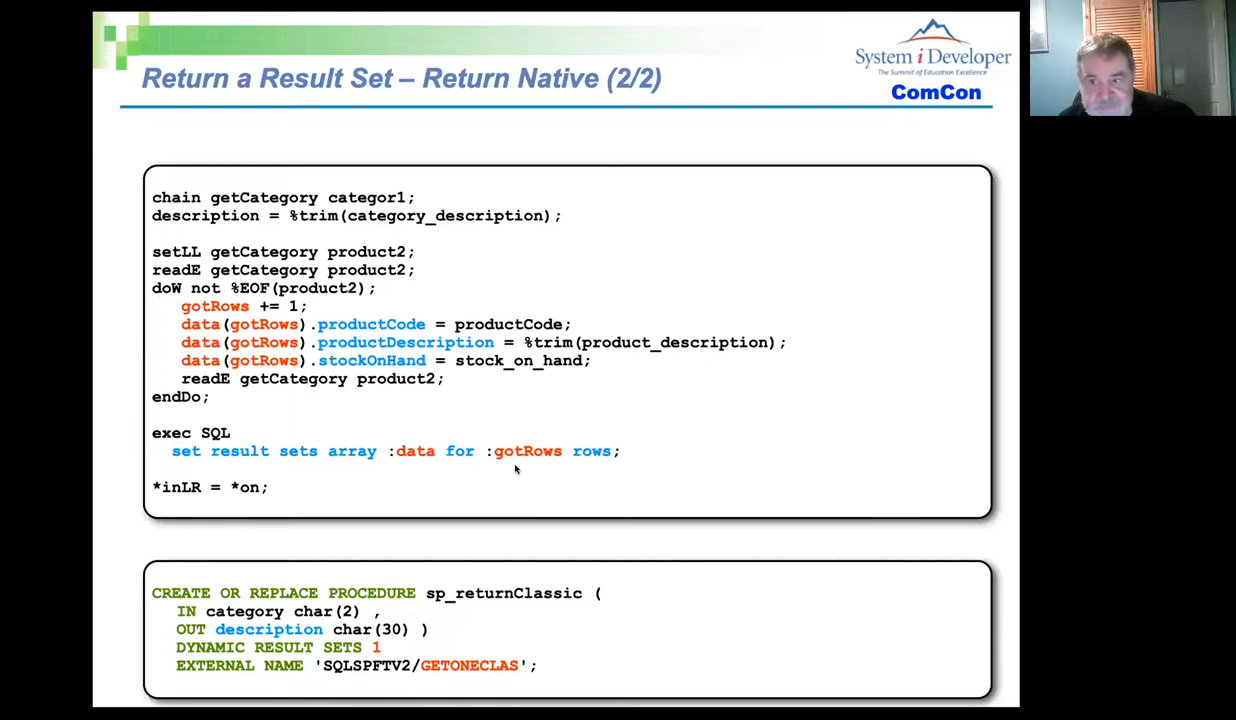 Return a Result Set – Return Native (2/2)
System i Developer
The Summit of Education Excellence
ComCon
chain getCategory categor1;
description = %trim(category_description);
setLL getCategory product2;
readE getCategory product2;
doW not %EOF(product2);
gotRows += 1;
data(gotRows).productCode = productCode;
data(gotRows).productDescription = %trim(product_description);
data(gotRows).stockOnHand = stock_on_hand;
readE getCategory product2;
endDo;
exec SQL
set result sets array :data for :gotRows rows;
*inLR = *on;
CREATE OR REPLACE PROCEDURE sp_returnClassic (
IN category char(2) ,
OUT description char(30) )
DYNAMIC RESULT SETS 1
EXTERNAL NAME 'SQLSPFTV2/GETONECLAS';